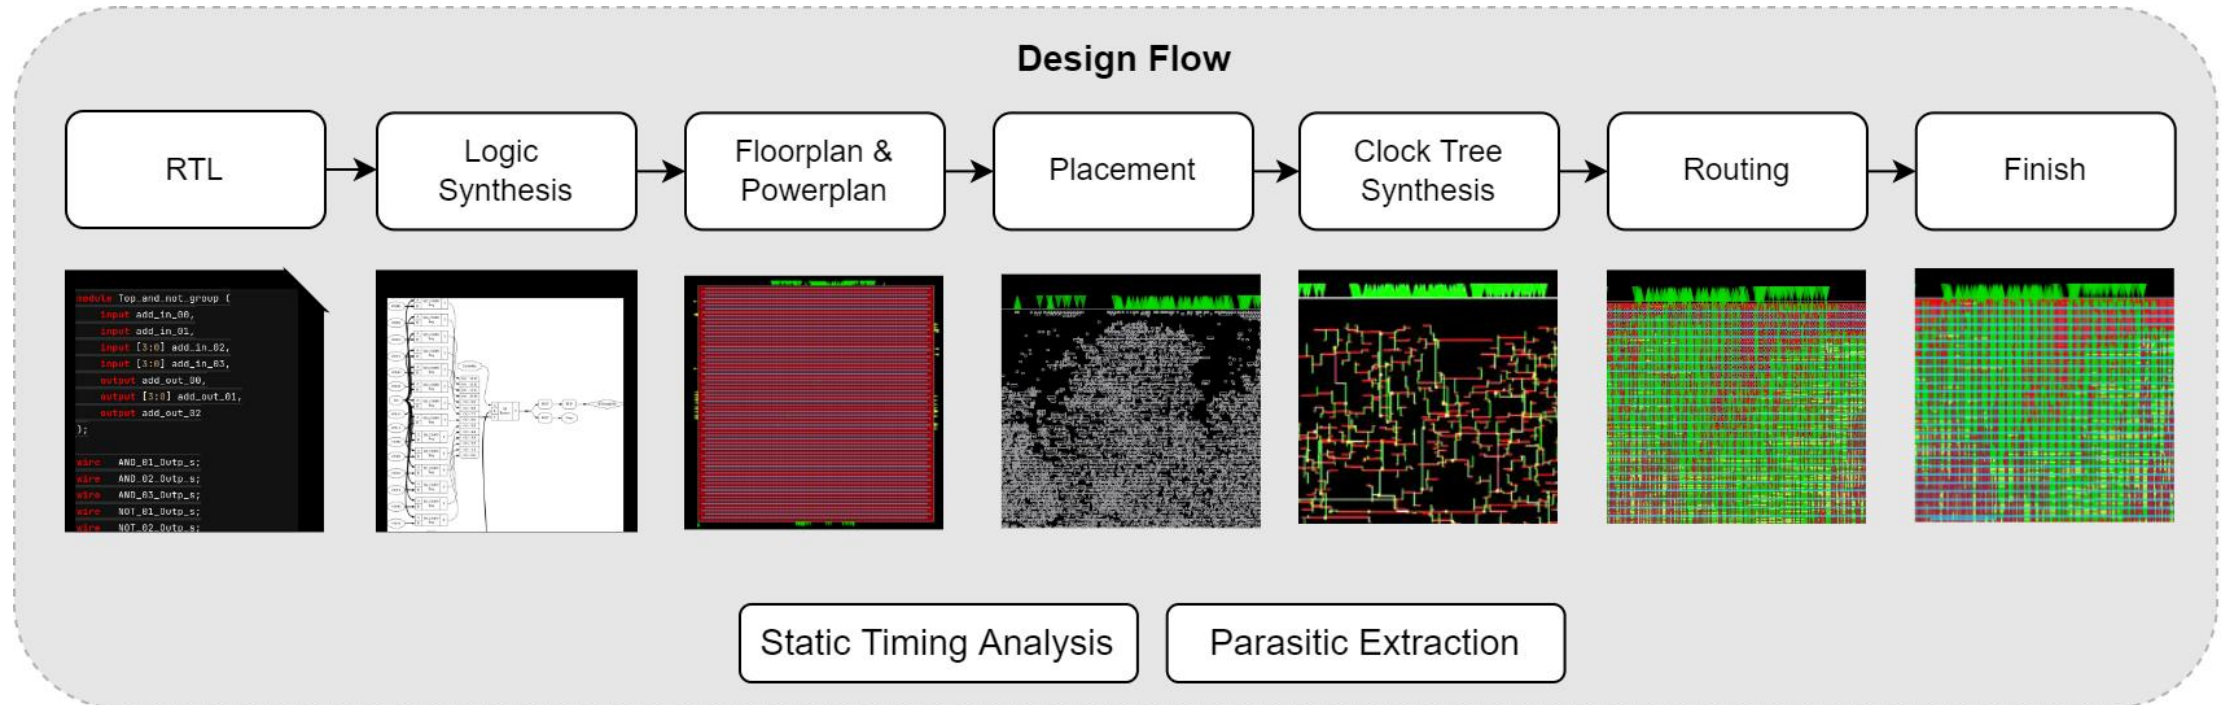 Design Flow
RTL
Logic
Synthesis
Floorplan &
Powerplan
Placement
Clock Tree
Synthesis
Routing
Finish
module Top_and_not_group (
input add_in_00,
input add_in_01,
input [3:0] add_in_02,
input [3:0] add_in_03,
output add_out_00,
output [3:0] add_out_01,
output add_out_02
);
wire AND_01_Outp_s;
wire AND_02_Outp_s;
wire AND_03_Outp_s;
wire NOT_01_Outp_s;
wire NOT_02_Outp_s;
Static Timing Analysis
Parasitic Extraction